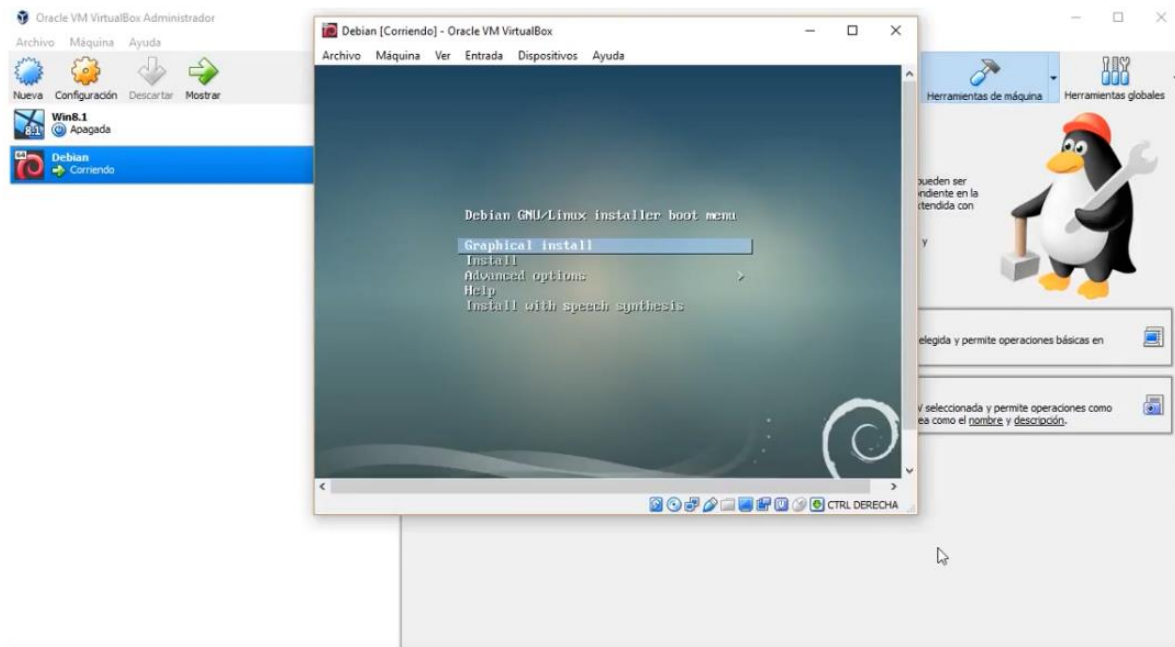 Oracle VM VirtualBox Administrador
Archivo Máquina Ayuda
Nueva Configuración Descartar Mostrar
Win8.1
Apagada
Debian
Corriendo
Debian [Corriendo] - Oracle VM VirtualBox
Archivo Máquina Ver Entrada Dispositivos Ayuda
Debian GNU/Linux installer boot menu
Graphical install
Install
Advanced options >
Help
Install with speech synthesis
CTRL DERECHA
Herramientas de máquina Herramientas globales
pueden ser
ndiente en la
xtendida con
y
elegida y permite operaciones básicas en
V seleccionada y permite operaciones como
ea como el nombre y descripción.